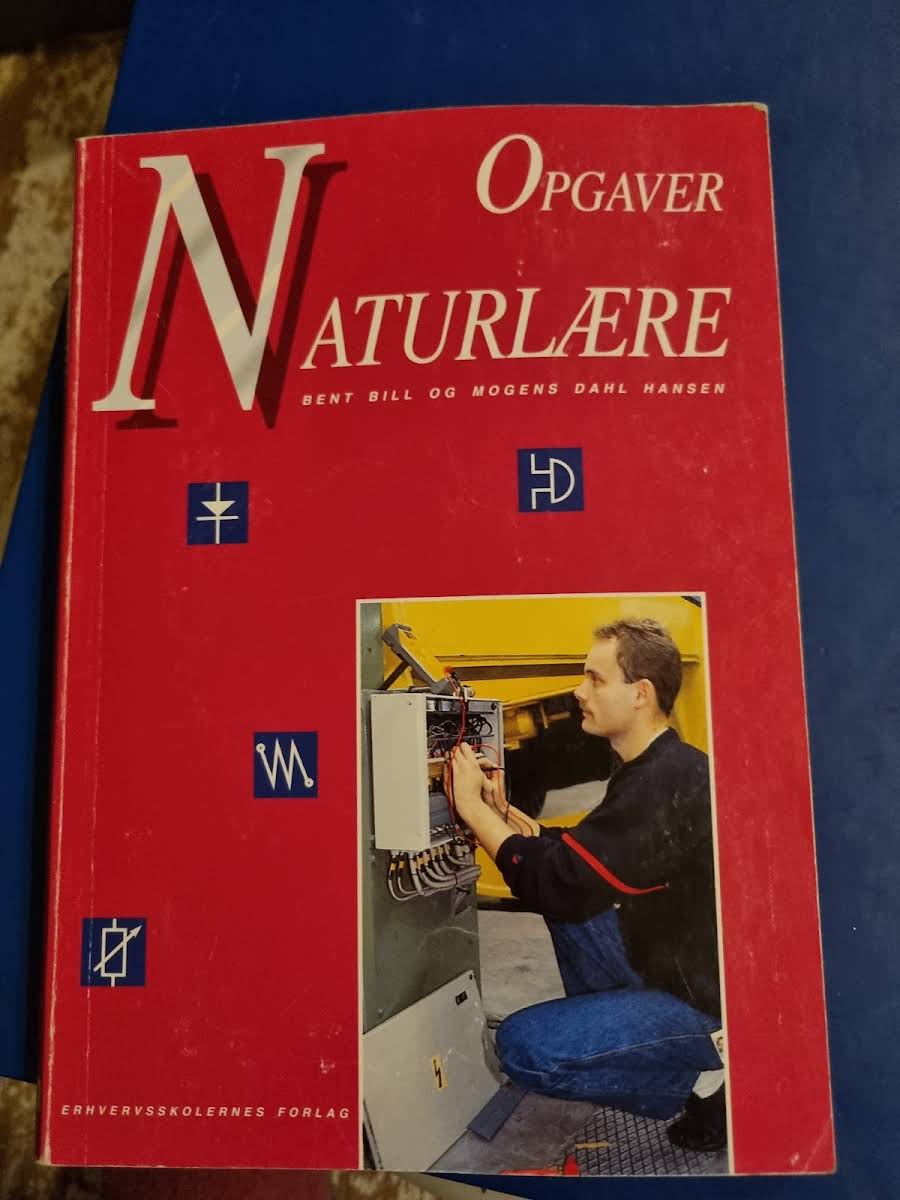 OPGAVER
NATURLÆRE
BENT BILL OG MOGENS DAHL HANSEN
ERHVERVSSKOLERNES FORLAG